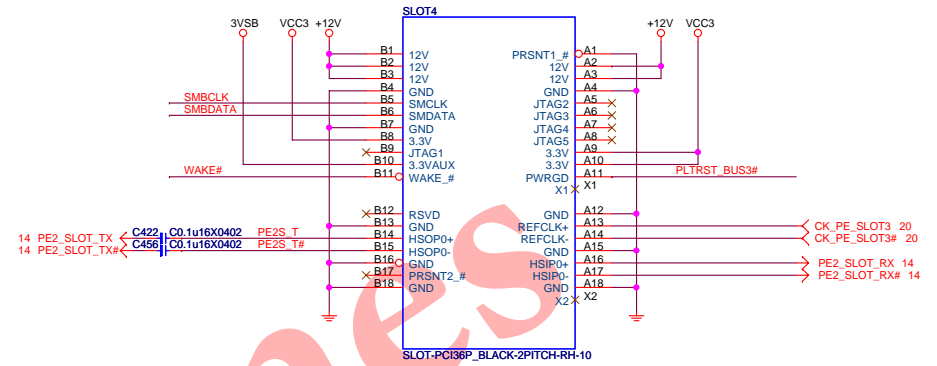 SLOT4
3VSB VCC3 +12V +12V VCC3
B1 12V PRSNT1_# A1
B2 12V 12V A2
B3 12V 12V A3
B4 GND GND A4
SMBCLK B5 SMCLK JTAG2 A5
SMBDATA B6 SMDATA JTAG3 A6
B7 GND JTAG4 A7
B8 3.3V JTAG5 A8
B9 JTAG1 3.3V A9
B10 3.3VAUX 3.3V A10
WAKE# B11 WAKE_# PWRGD A11 PLTRST_BUS3#
X1 X1
B12 RSVD GND A12
B13 GND REFCLK+ A13 CK_PE_SLOT3 20
14 PE2_SLOT_TX C422 C0.1u16X0402 PE2S_T B14 HSOP0+ REFCLK- A14 CK_PE_SLOT3# 20
14 PE2_SLOT_TX# C456 C0.1u16X0402 PE2S_T# B15 HSOP0- GND A15
B16 GND HSIP0+ A16 PE2_SLOT_RX 14
B17 PRSNT2_# HSIP0- A17 PE2_SLOT_RX# 14
B18 GND GND A18
X2 X2
SLOT-PCI36P_BLACK-2PITCH-RH-10